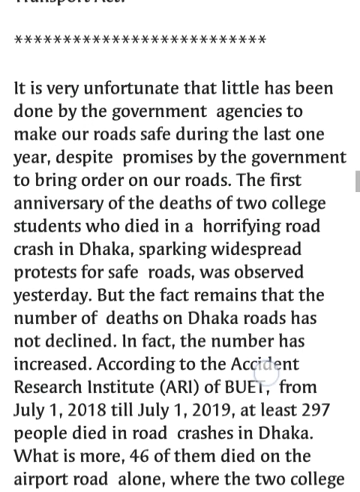 Transport Act.
**************************
It is very unfortunate that little has been
done by the government agencies to
make our roads safe during the last one
year, despite promises by the government
to bring order on our roads. The first
anniversary of the deaths of two college
students who died in a horrifying road
crash in Dhaka, sparking widespread
protests for safe roads, was observed
yesterday. But the fact remains that the
number of deaths on Dhaka roads has
not declined. In fact, the number has
increased. According to the Accident
Research Institute (ARI) of BUET, from
July 1, 2018 till July 1, 2019, at least 297
people died in road crashes in Dhaka.
What is more, 46 of them died on the
airport road alone, where the two college